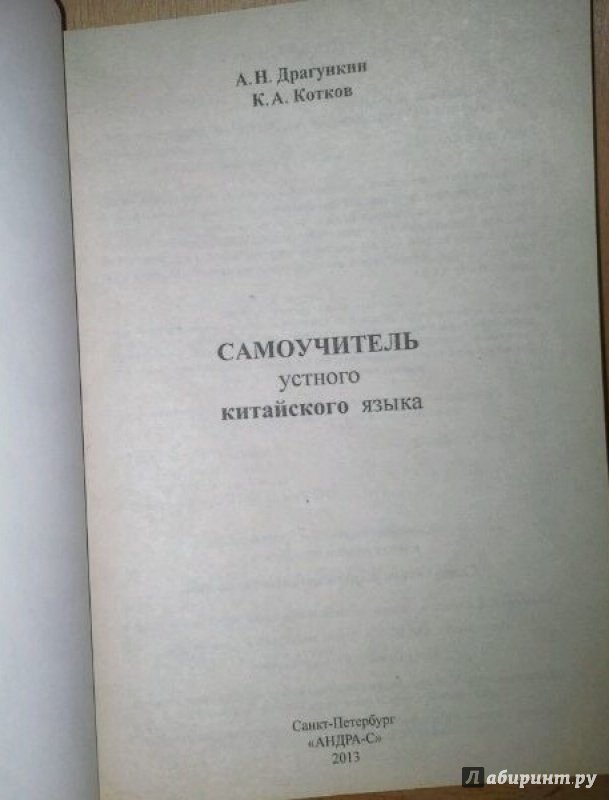 А. Н. Драгункин
К. А. Котков
САМОУЧИТЕЛЬ
устного
китайского языка
Санкт-Петербург
«АНДРА-С»
2013
Лабиринт.ру